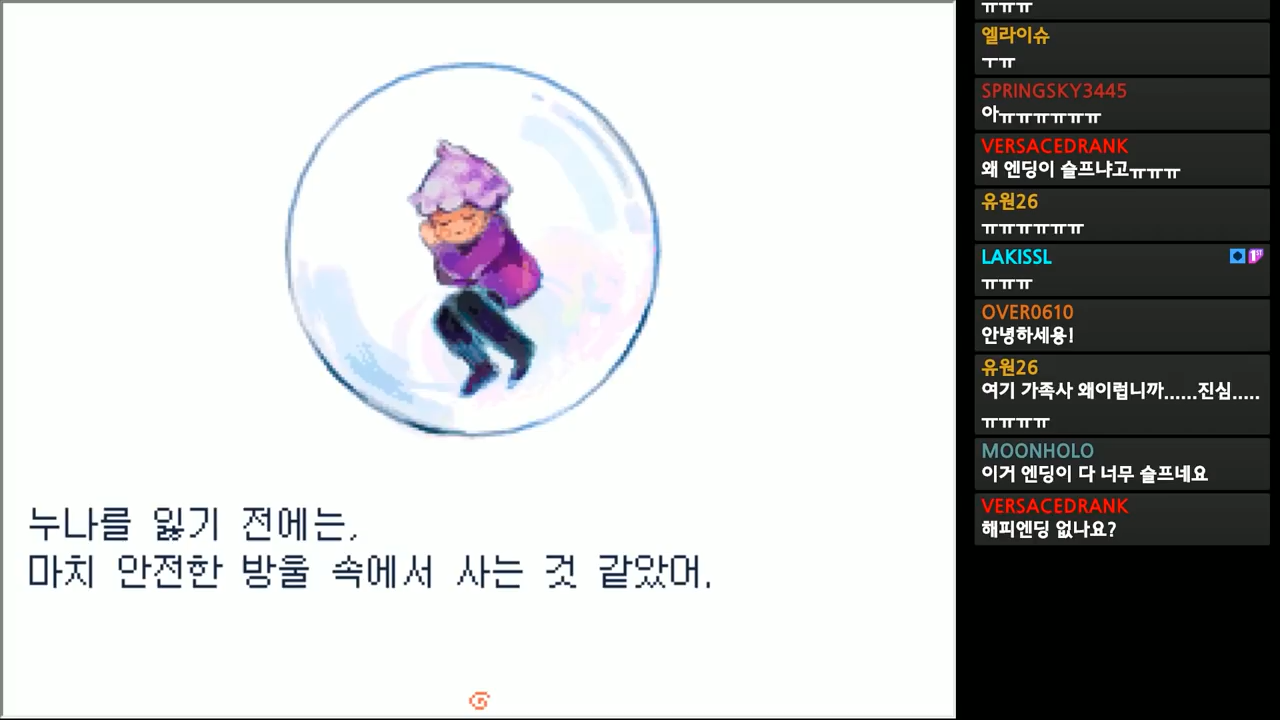 누나를 잃기 전에는,
마치 안전한 방울 속에서 사는 것 같았어.
ㅠㅠㅠ
엘라이슈
ㅜㅠ
SPRINGSKY3445
아ㅠㅠㅠㅠㅠㅠ
VERSACEDRANK
왜 엔딩이 슬프냐고ㅠㅠㅠ
유원26
ㅠㅠㅠㅠㅠㅠ
LAKISSL
ㅠㅠㅠ
OVER0610
안녕하세용!
유원26
여기 가족사 왜이럽니까......진심.....
ㅠㅠㅠㅠ
MOONHOLO
이거 엔딩이 다 너무 슬프네요
VERSACEDRANK
해피엔딩 없나요?